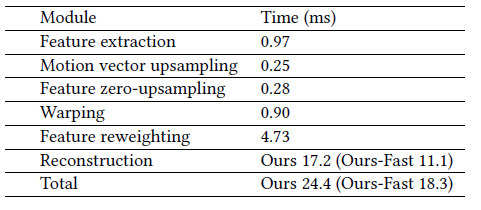 Module Time (ms)
Feature extraction 0.97
Motion vector upsampling 0.25
Feature zero-upsampling 0.28
Warping 0.90
Feature reweighting 4.73
Reconstruction Ours 17.2 (Ours-Fast 11.1)
Total Ours 24.4 (Ours-Fast 18.3)